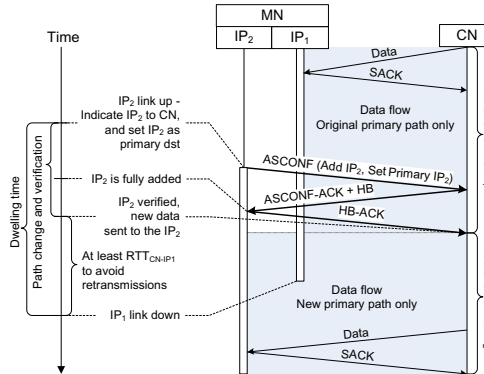 MN
CN
Time
IP2
IP1
Data
SACK
IP2 link up -
Indicate IP2 to CN,
and set IP2 as
primary dst
Data flow
Original primary path only
ASCONF (Add IP2, Set Primary IP2)
IP2 is fully added
ASCONF-ACK + HB
HB-ACK
IP2 verified,
new data
sent to the IP2
Dwelling time
Path change and verification
At least RTTCN-IP1
to avoid
retransmissions
Data flow
New primary path only
IP1 link down
Data
SACK